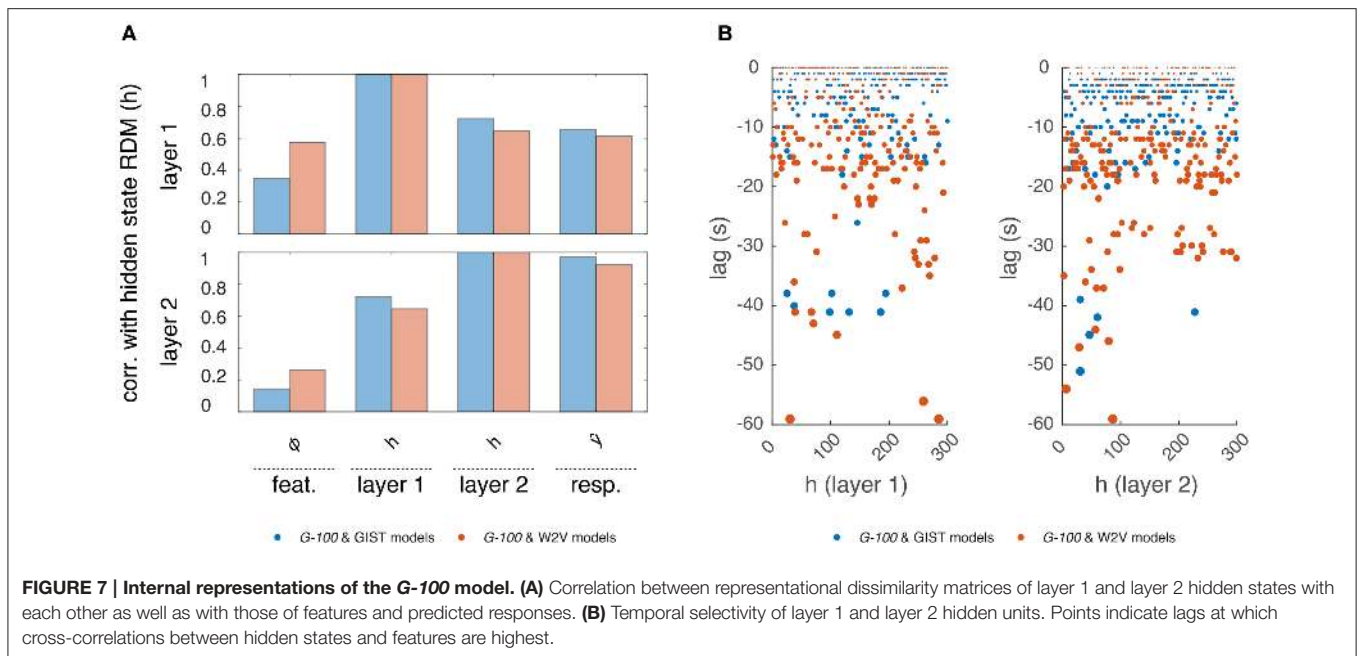 A
B
corr. with hidden state RDM (h)
layer 1
1
0.8
0.6
0.4
0.2
0
layer 2
1
0.8
0.6
0.4
0.2
0
ϕ
h
h
ŷ
feat.
layer 1
layer 2
resp.
G-100 & GIST models
G-100 & W2V models
lag (s)
0
-10
-20
-30
-40
-50
-60
0
100
200
300
h (layer 1)
lag (s)
0
-10
-20
-30
-40
-50
-60
0
100
200
300
h (layer 2)
G-100 & GIST models
G-100 & W2V models
FIGURE 7 | Internal representations of the G-100 model. (A) Correlation between representational dissimilarity matrices of layer 1 and layer 2 hidden states with
each other as well as with those of features and predicted responses. (B) Temporal selectivity of layer 1 and layer 2 hidden units. Points indicate lags at which
cross-correlations between hidden states and features are highest.